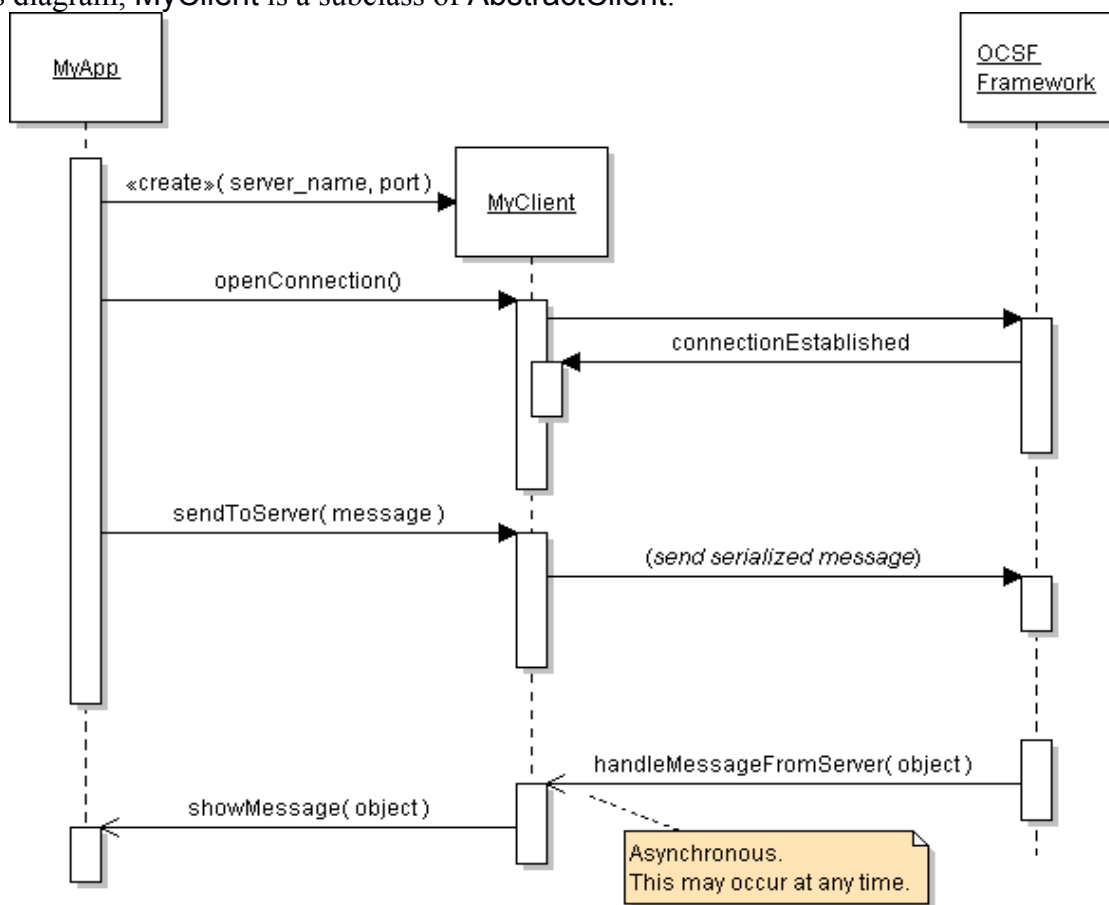 s diagram, MyClient is a subclass of AbstractClient.
MyApp
OCSF
Framework
«create»( server_name, port )
MyClient
openConnection()
connectionEstablished
sendToServer( message )
(send serialized message)
handleMessageFromServer( object )
showMessage( object )
Asynchronous.
This may occur at any time.